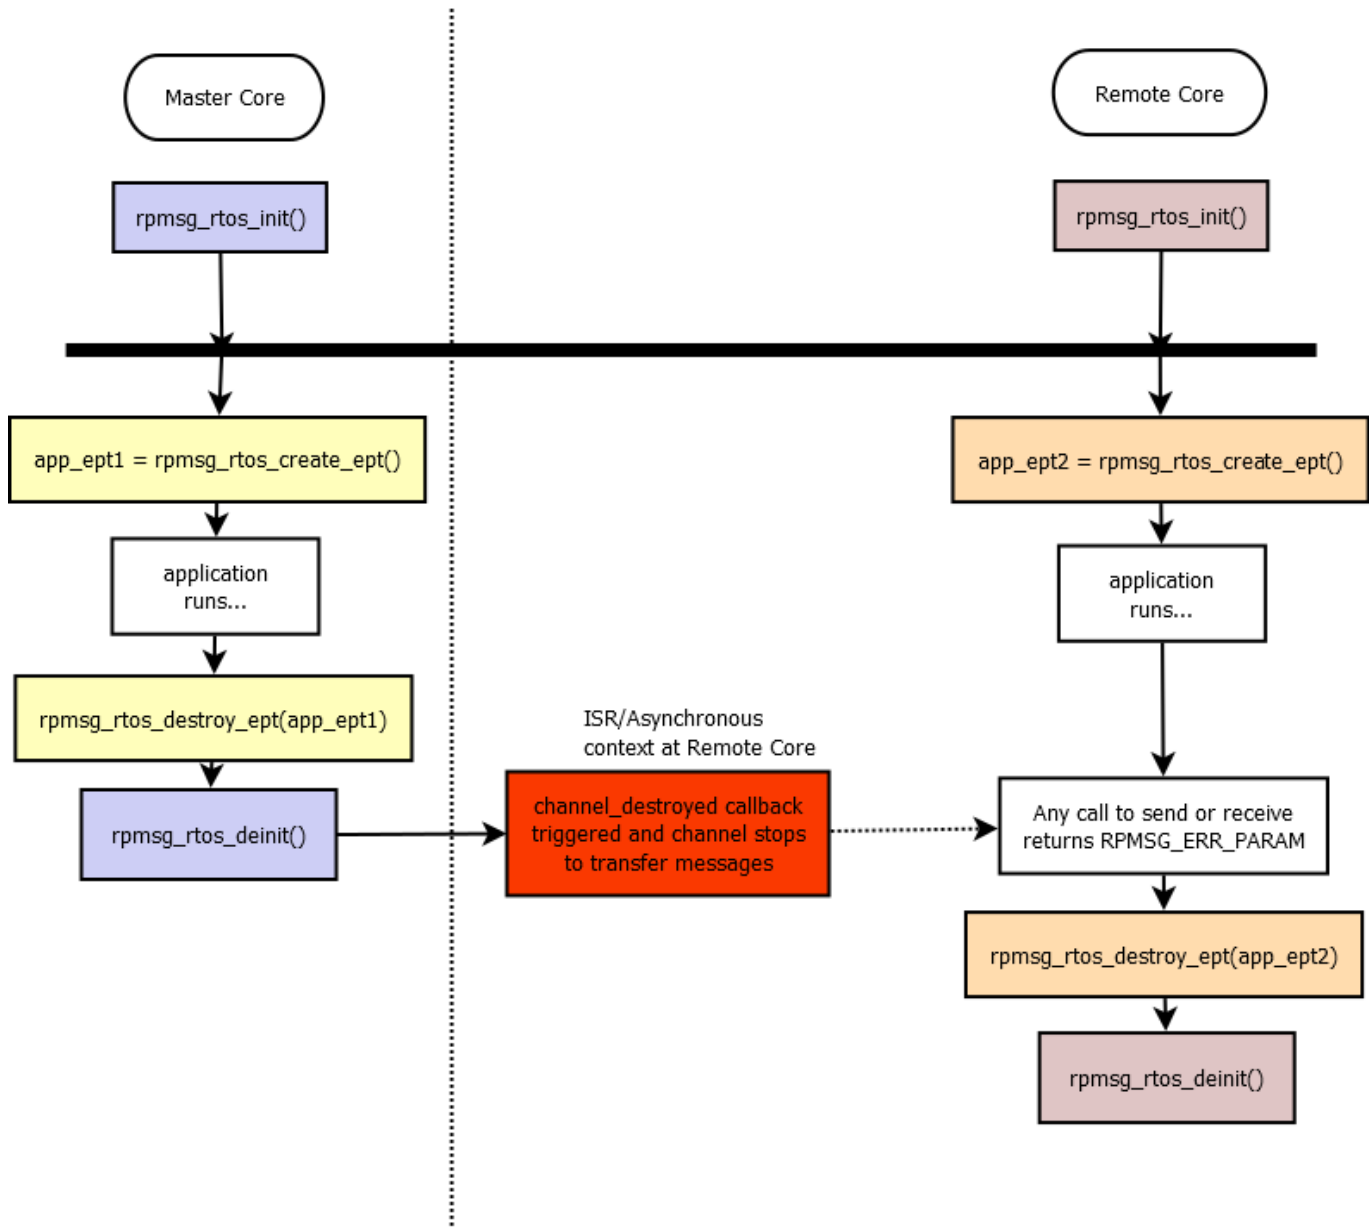 Master Core
Remote Core
rpmsg_rtos_init()
rpmsg_rtos_init()
app_ept1 = rpmsg_rtos_create_ept()
app_ept2 = rpmsg_rtos_create_ept()
application
runs...
application
runs...
rpmsg_rtos_destroy_ept(app_ept1)
ISR/Asynchronous
context at Remote Core
rpmsg_rtos_deinit()
channel_destroyed callback
triggered and channel stops
to transfer messages
Any call to send or receive
returns RPMSG_ERR_PARAM
rpmsg_rtos_destroy_ept(app_ept2)
rpmsg_rtos_deinit()